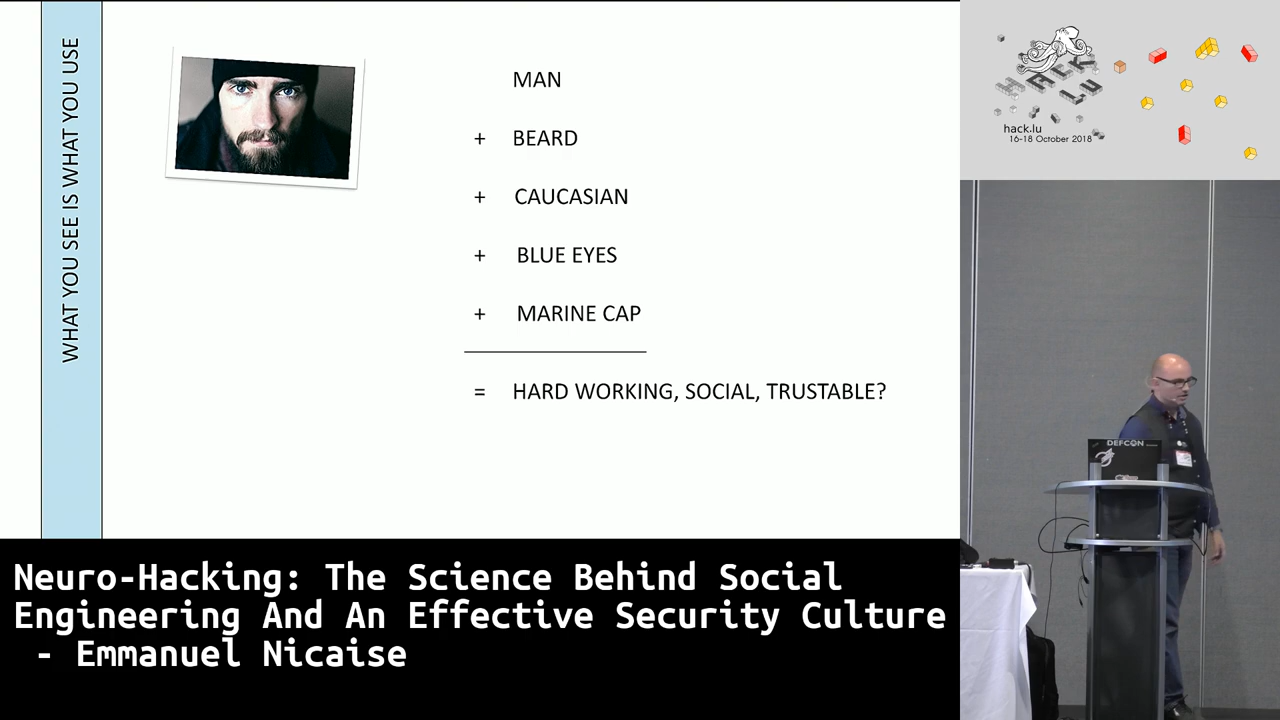 WHAT YOU SEE IS WHAT YOU USE
MAN
+ BEARD
+ CAUCASIAN
+ BLUE EYES
+ MARINE CAP
= HARD WORKING, SOCIAL, TRUSTABLE?
HACK
LU
hack.lu
16-18 October 2018
DEFCON
Neuro-Hacking: The Science Behind Social
Engineering And An Effective Security Culture
- Emmanuel Nicaise